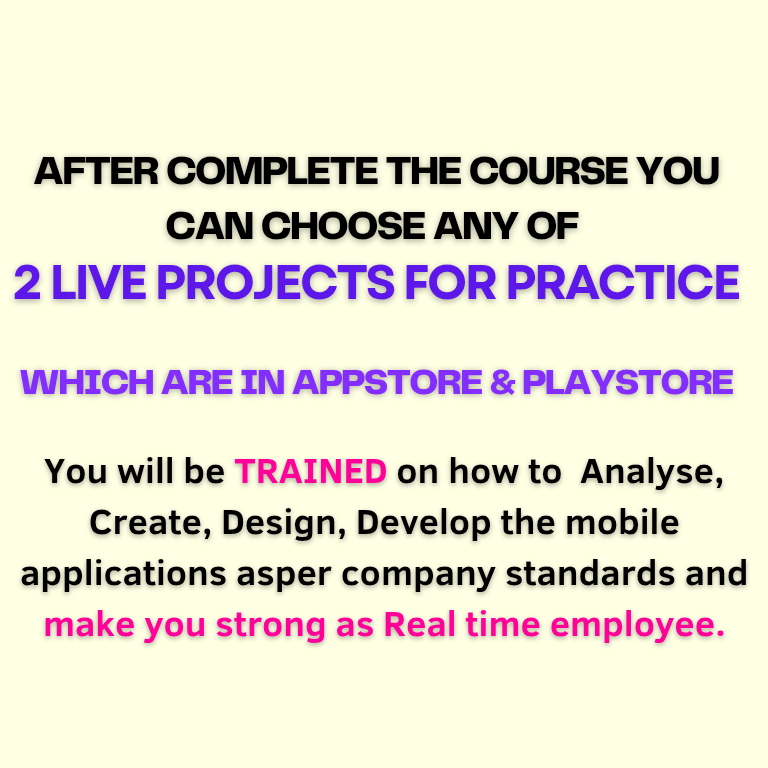 AFTER COMPLETE THE COURSE YOU
CAN CHOOSE ANY OF
2 LIVE PROJECTS FOR PRACTICE
WHICH ARE IN APPSTORE & PLAYSTORE
You will be TRAINED on how to  Analyse,
Create, Design, Develop the mobile
applications asper company standards and
make you strong as Real time employee.